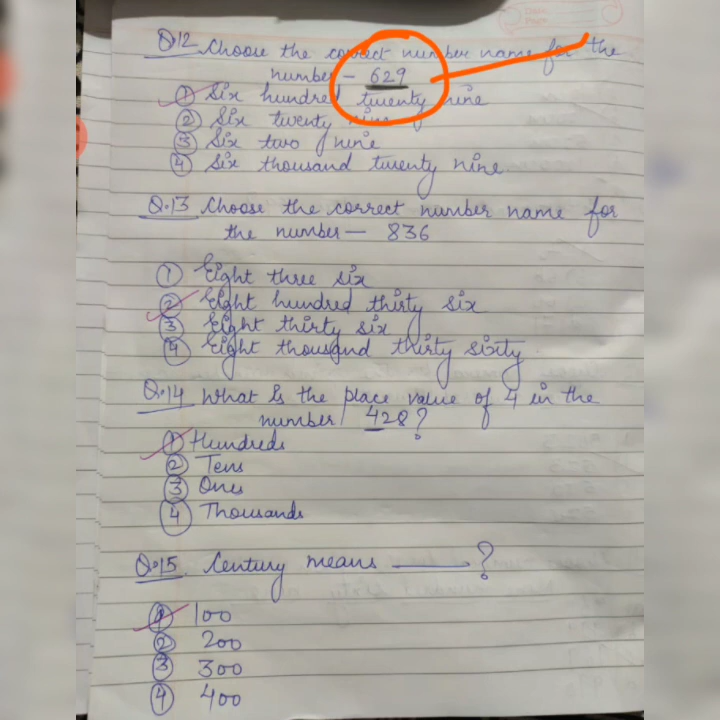 Q.12 Choose the correct number name for the
number - 629
1 Six hundred twenty nine
2 Six twenty nine
3 Six two nine
4 Six thousand twenty nine.
Q.13 Choose the correct number name for
the number - 836
1 Eight three six
2 Eight hundred thirty six
3 Eight thirty six
4 Eight thousand thirty sixty
Q.14 What is the place value of 4 in the
number 428?
1 Hundreds
2 Tens
3 Ones
4 Thousands
Q.15 Century means ———?
1 100
2 200
3 300
4 400